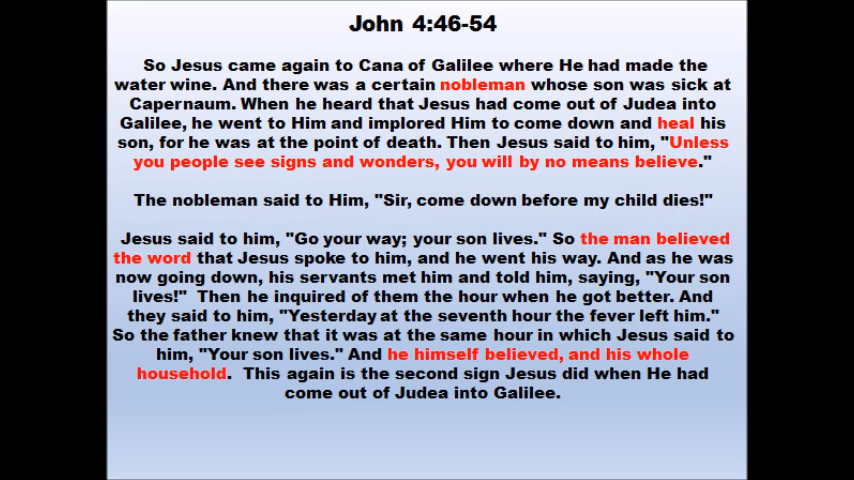 John 4:46-54
So Jesus came again to Cana of Galilee where He had made the
water wine. And there was a certain nobleman whose son was sick at
Capernaum. When he heard that Jesus had come out of Judea into
Galilee, he went to Him and implored Him to come down and heal his
son, for he was at the point of death. Then Jesus said to him, "Unless
you people see signs and wonders, you will by no means believe."
The nobleman said to Him, "Sir, come down before my child dies!"
Jesus said to him, "Go your way; your son lives." So the man believed
the word that Jesus spoke to him, and he went his way. And as he was
now going down, his servants met him and told him, saying, "Your son
lives!" Then he inquired of them the hour when he got better. And
they said to him, "Yesterday at the seventh hour the fever left him."
So the father knew that it was at the same hour in which Jesus said to
him, "Your son lives." And he himself believed, and his whole
household. This again is the second sign Jesus did when He had
come out of Judea into Galilee.